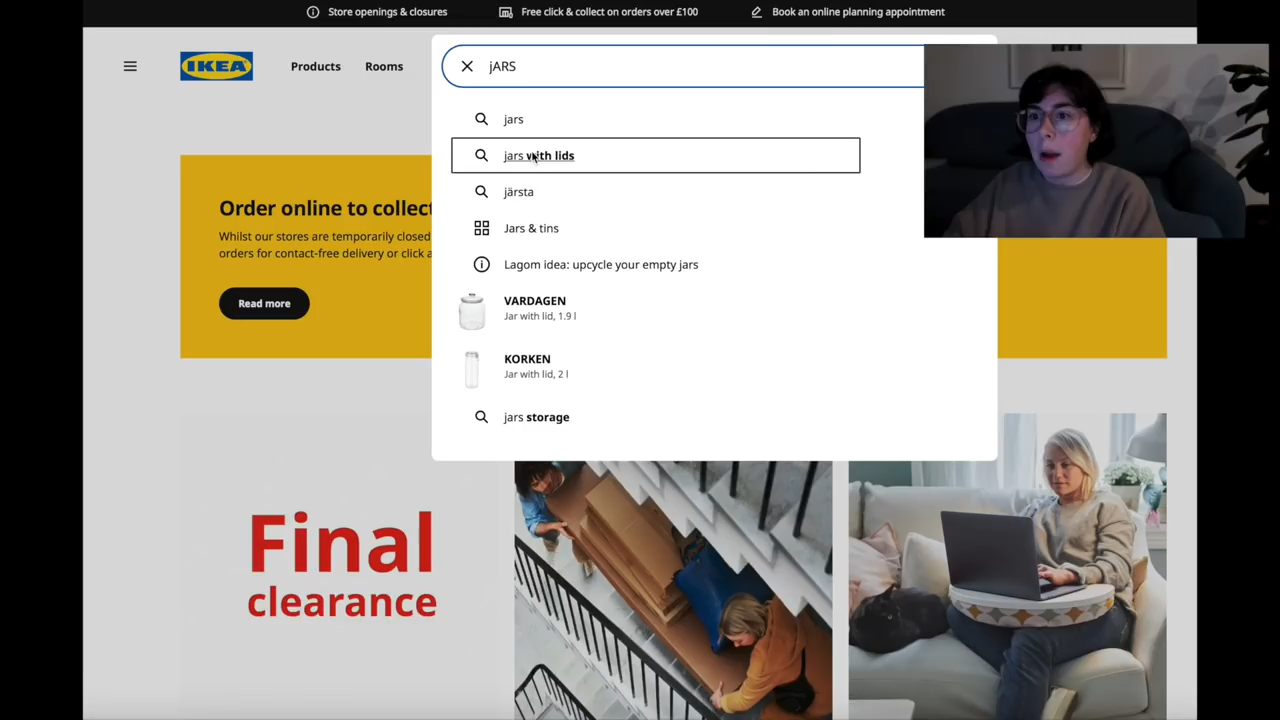 Store openings & closures
Free click & collect on orders over £100
Book an online planning appointment
IKEA
Products
Rooms
jARS
jars
jars with lids
järsta
Jars & tins
Lagom idea: upcycle your empty jars
VARDAGEN
Jar with lid, 1.9 l
KORKEN
Jar with lid, 2 l
jars storage
Order online to collect
Whilst our stores are temporarily closed
orders for contact-free delivery or click a
Read more
Final
clearance